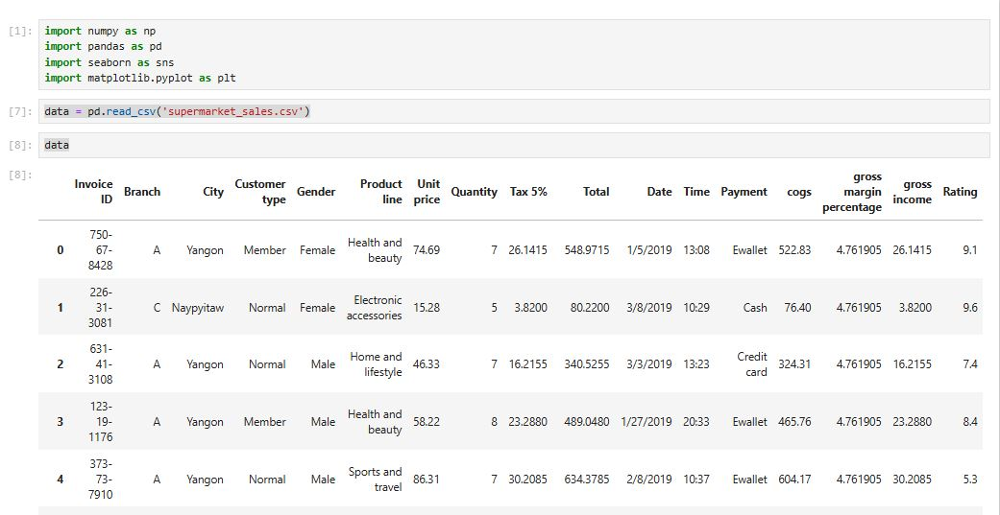 [1]: import numpy as np
import pandas as pd
import seaborn as sns
import matplotlib.pyplot as plt
[7]: data = pd.read_csv('supermarket_sales.csv')
[8]: data
[8]:
Invoice ID Branch City Customer type Gender Product line Unit price Quantity Tax 5% Total Date Time Payment cogs gross margin percentage gross income Rating
0 750-67-8428 A Yangon Member Female Health and beauty 74.69 7 26.1415 548.9715 1/5/2019 13:08 Ewallet 522.83 4.761905 26.1415 9.1
1 226-31-3081 C Naypyitaw Normal Female Electronic accessories 15.28 5 3.8200 80.2200 3/8/2019 10:29 Cash 76.40 4.761905 3.8200 9.6
2 631-41-3108 A Yangon Normal Male Home and lifestyle 46.33 7 16.2155 340.5255 3/3/2019 13:23 Credit card 324.31 4.761905 16.2155 7.4
3 123-19-1176 A Yangon Member Male Health and beauty 58.22 8 23.2880 489.0480 1/27/2019 20:33 Ewallet 465.76 4.761905 23.2880 8.4
4 373-73-7910 A Yangon Normal Male Sports and travel 86.31 7 30.2085 634.3785 2/8/2019 10:37 Ewallet 604.17 4.761905 30.2085 5.3